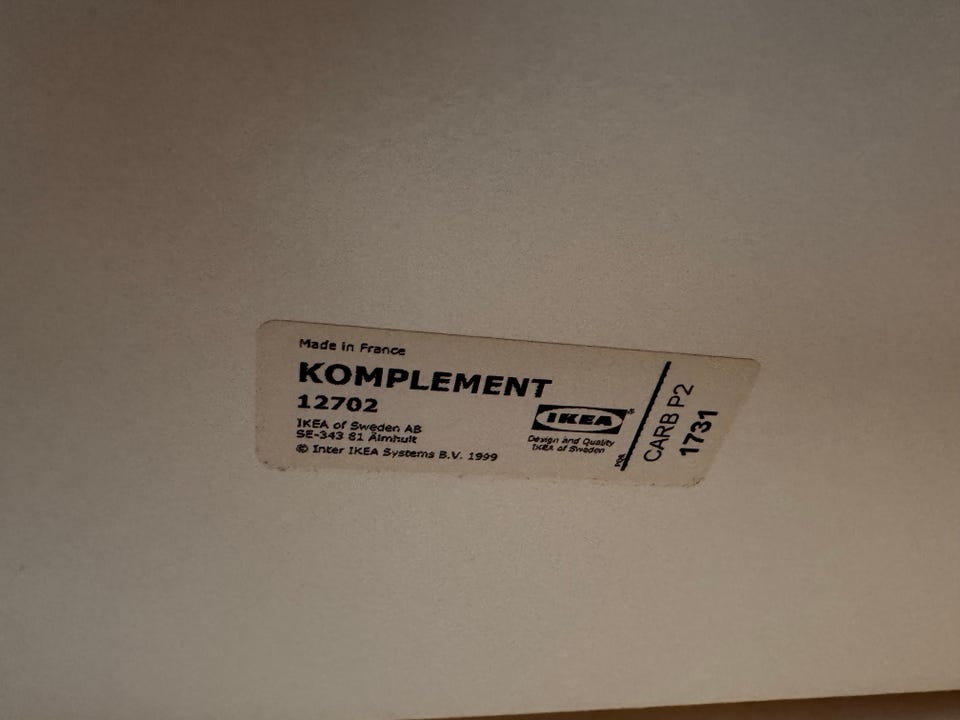 Made in France
KOMPLEMENT
12702
IKEA of Sweden AB
SE-343 81 Älmhult
© Inter IKEA Systems B.V. 1999
IKEA®
Design and Quality
IKEA of Sweden
CARB P2
1731